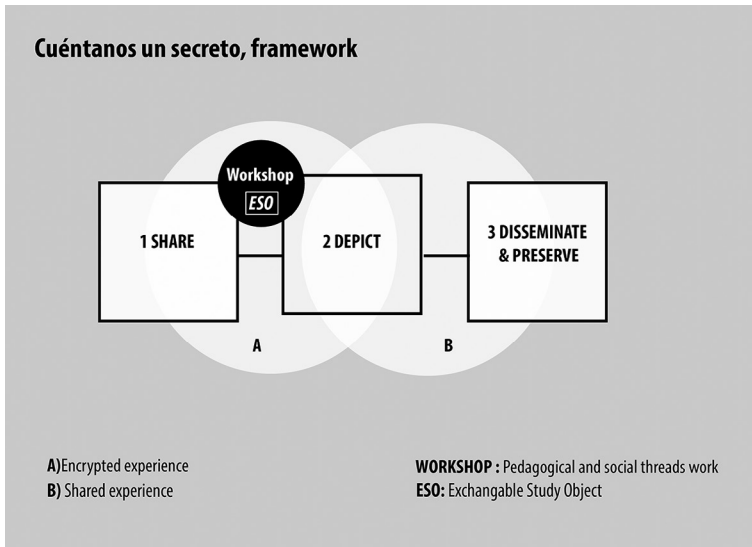 Cuéntanos un secreto, framework
Workshop
ESO
1 SHARE
2 DEPICT
3 DISSEMINATE
& PRESERVE
A
B
A)Encrypted experience
B) Shared experience
WORKSHOP : Pedagogical and social threads work
ESO: Exchangable Study Object